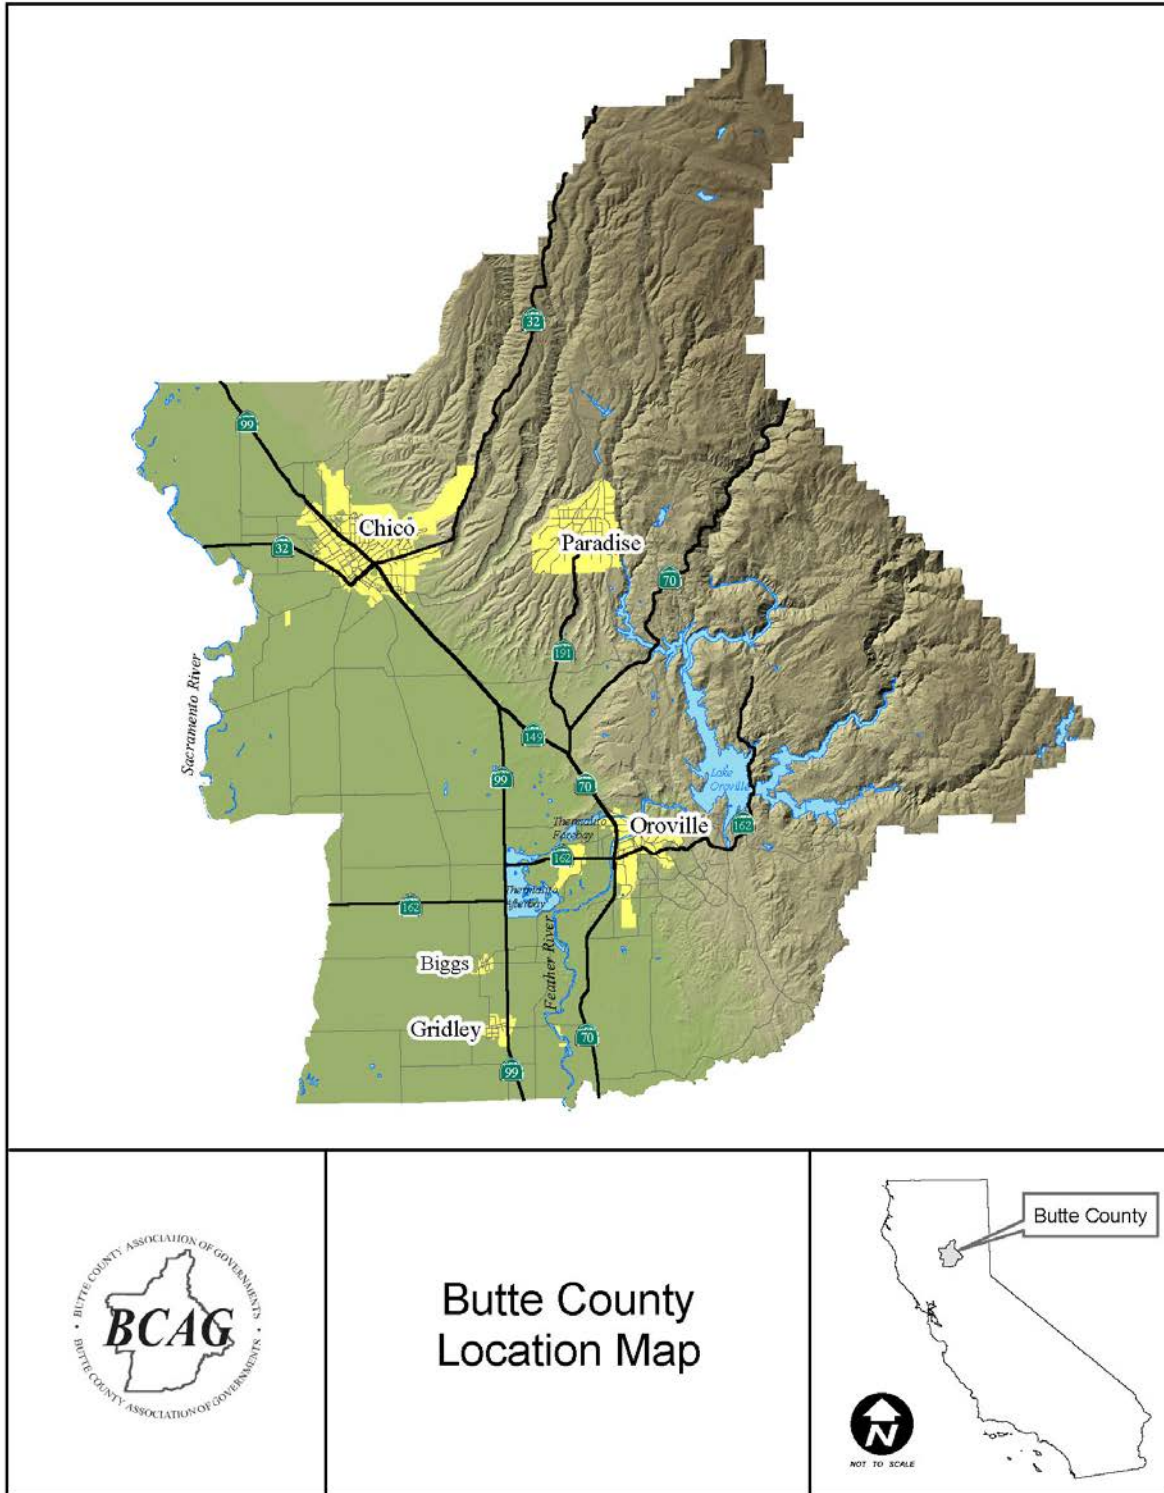 32
99
Chico
32
Paradise
70
191
Sacramento River
149
99
70
Lake
Oroville
Thermalito
Forebay
Oroville
162
162
Thermalito
Afterbay
162
Feather River
Biggs
Gridley
70
99
BUTTE COUNTY ASSOCIATION OF GOVERNMENTS
BCAG
BUTTE COUNTY ASSOCIATION OF GOVERNMENTS
Butte County
Location Map
Butte County
N
NOT TO SCALE